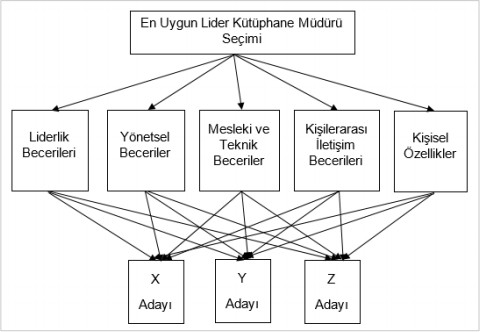 En Uygun Lider Kütüphane Müdürü
Seçimi
Liderlik
Becerileri
Yönetsel
Beceriler
Mesleki ve
Teknik
Beceriler
Kişilerarası
İletişim
Becerileri
Kişisel
Özellikler
X
Adayı
Y
Adayı
Z
Adayı